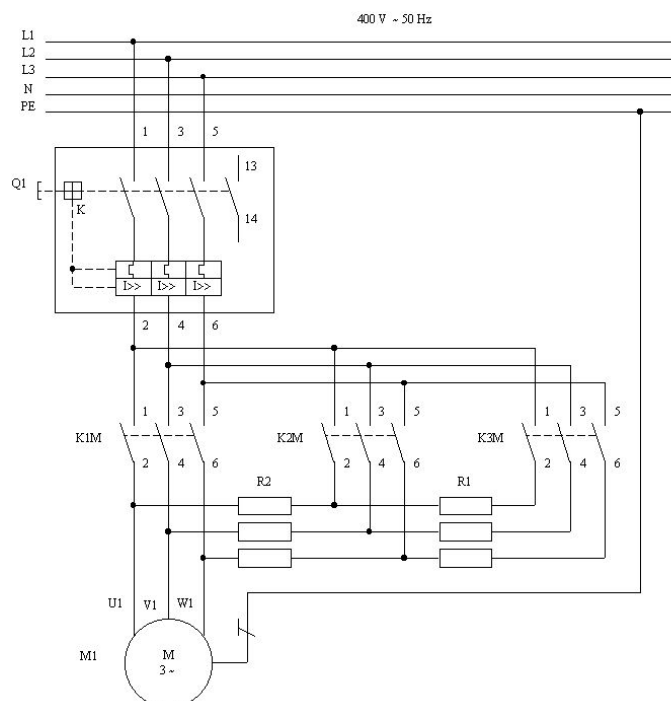 400 V ~ 50 Hz
L1
L2
L3
N
PE
1 3 5
13
Q1
K
14
I>> I>> I>>
2 4 6
1 3 5 1 3 5 1 3 5
K1M K2M K3M
2 4 6 2 4 6 2 4 6
R2 R1
U1 V1 W1
M1 M
3 ~